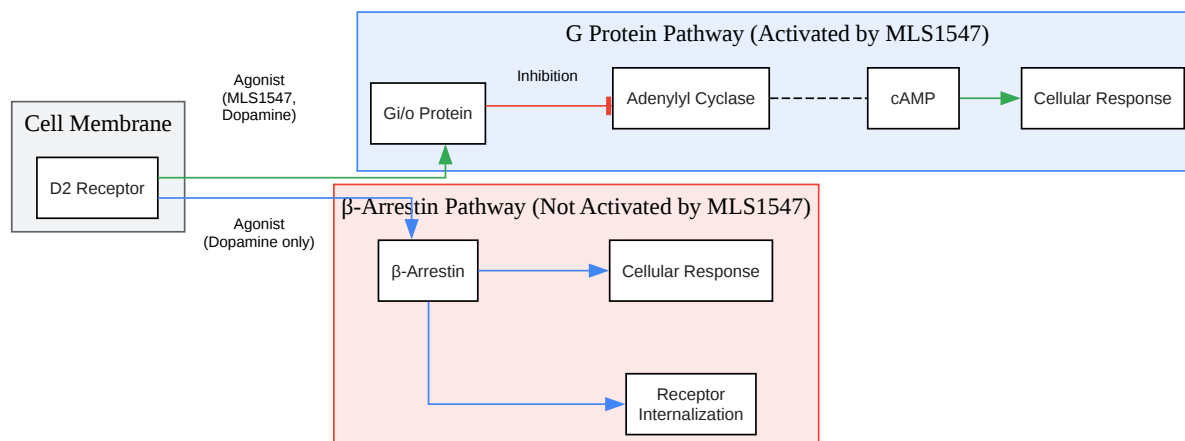 G Protein Pathway (Activated by MLS1547)
Agonist
(MLS1547,
Dopamine)
Inhibition
Gi/o Protein
Adenylyl Cyclase
cAMP
Cellular Response
Cell Membrane
D2 Receptor
Agonist
(Dopamine only)
β-Arrestin Pathway (Not Activated by MLS1547)
β-Arrestin
Cellular Response
Receptor
Internalization